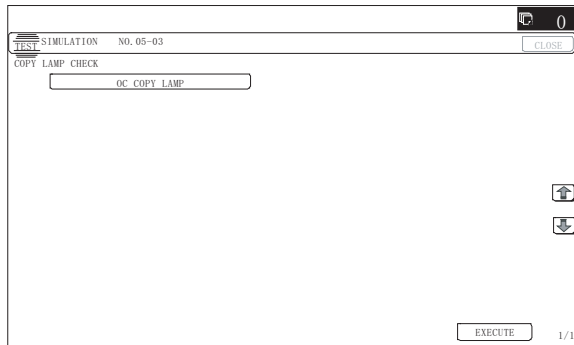 0
TEST SIMULATION NO. 05-03 CLOSE
COPY LAMP CHECK
OC COPY LAMP
EXECUTE 1/1